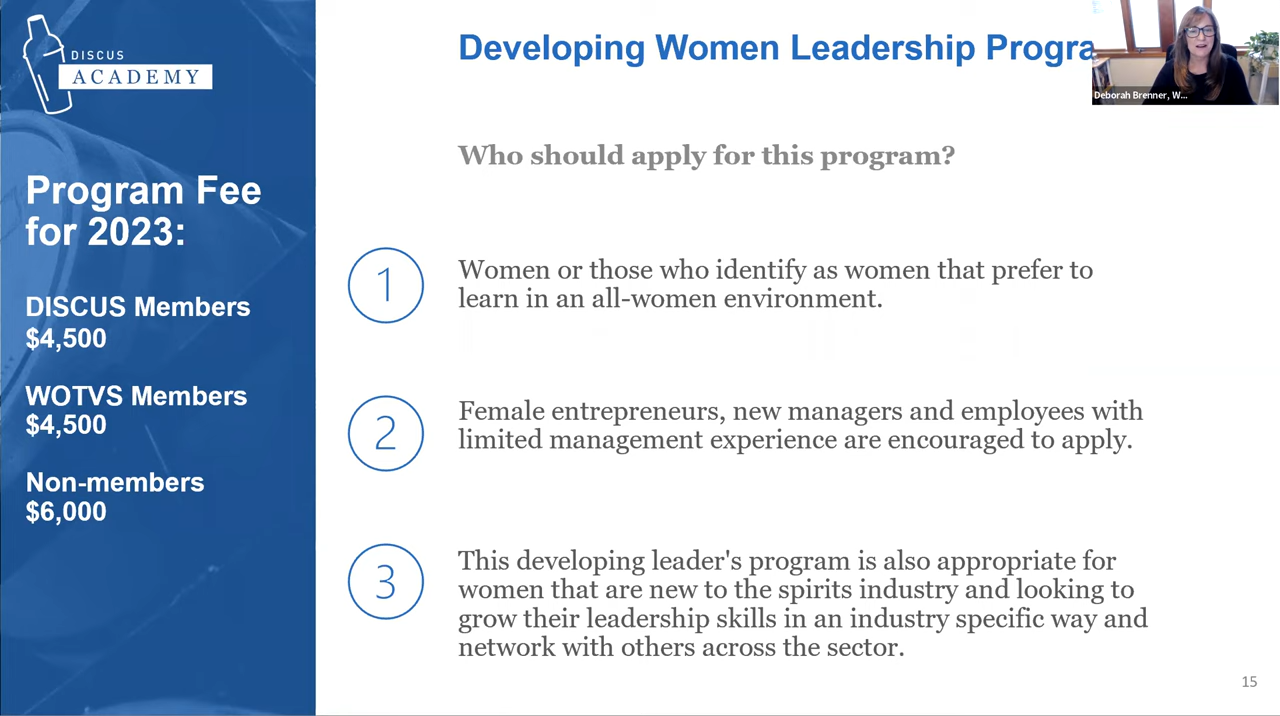 DISCUS
ACADEMY
Program Fee
for 2023:
DISCUS Members
$4,500
WOTVS Members
$4,500
Non-members
$6,000
Developing Women Leadership Progra
Deborah Brenner, W...
Who should apply for this program?
1
Women or those who identify as women that prefer to
learn in an all-women environment.
2
Female entrepreneurs, new managers and employees with
limited management experience are encouraged to apply.
3
This developing leader's program is also appropriate for
women that are new to the spirits industry and looking to
grow their leadership skills in an industry specific way and
network with others across the sector.
15